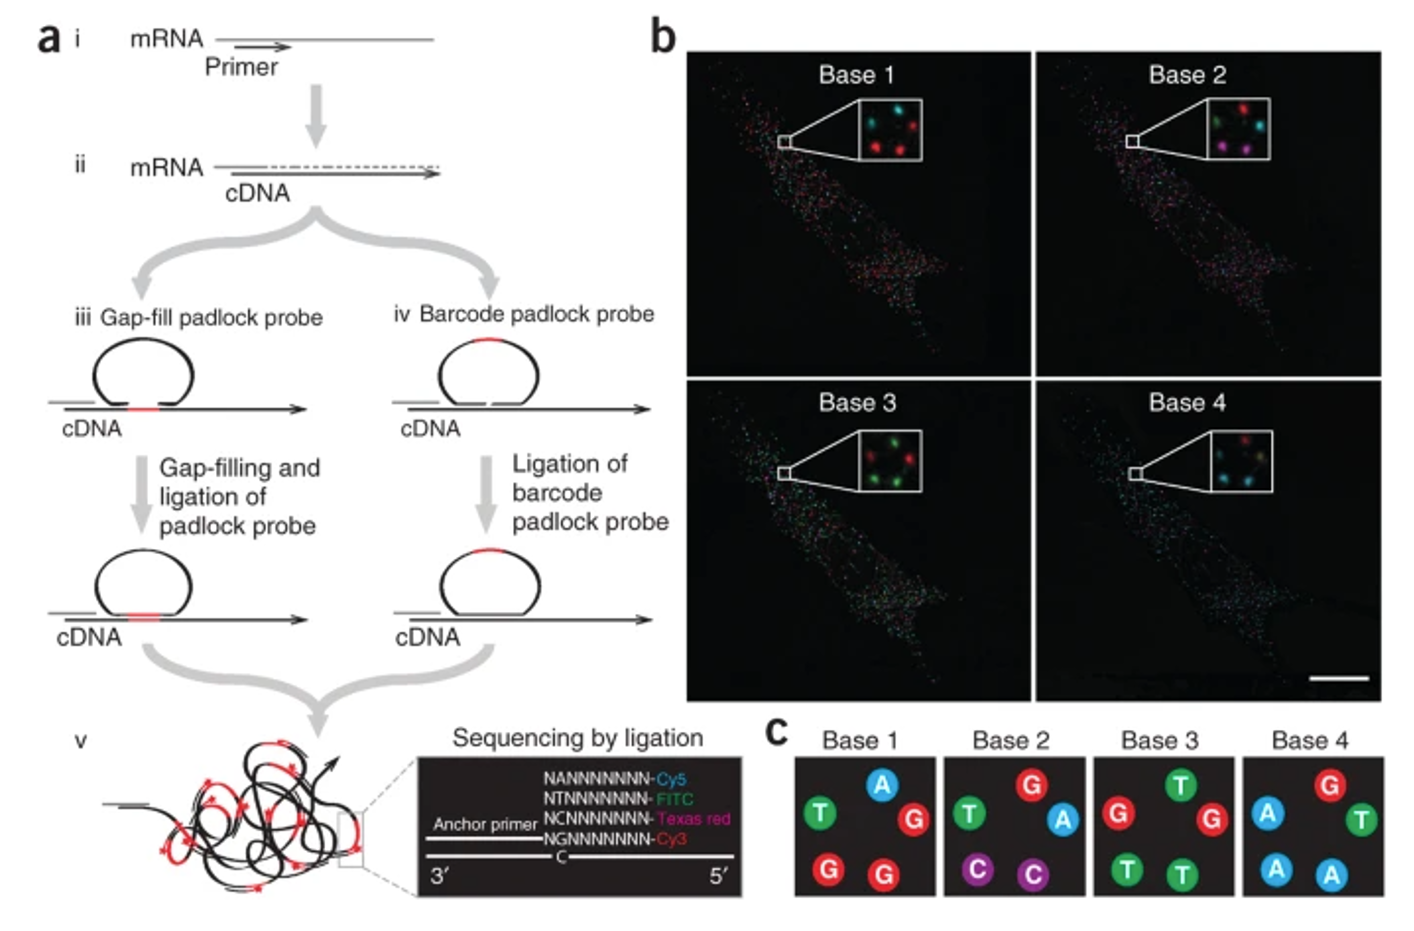 a
i
mRNA
Primer
ii
mRNA
cDNA
iii Gap-fill padlock probe
iv Barcode padlock probe
cDNA
cDNA
Gap-filling and
ligation of
padlock probe
Ligation of
barcode
padlock probe
cDNA
cDNA
v
Sequencing by ligation
NANNNNNNN-Cy5
NTNNNNNNN-FITC
NCNNNNNNN-Texas red
Anchor primer
NGNNNNNNN-Cy3
C
3′
5′
b
Base 1
Base 2
Base 3
Base 4
c
Base 1
A
T
G
G
G
Base 2
G
T
A
C
C
Base 3
T
G
G
T
T
Base 4
G
A
T
A
A